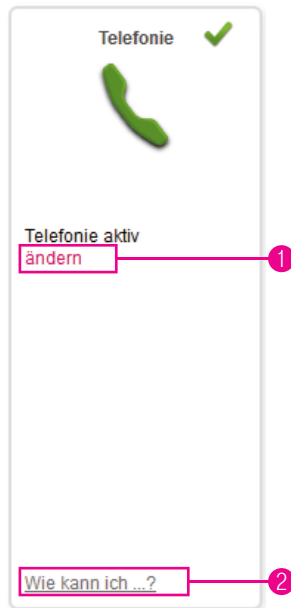 Telefonie
Telefonie aktiv
ändern
1
Wie kann ich ...?
2